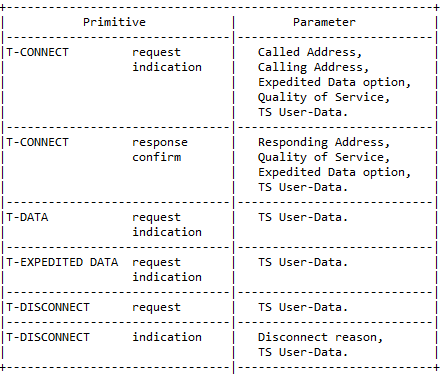 Primitive | Parameter
T-CONNECT request | Called Address,
indication | Calling Address,
| Expedited Data option,
| Quality of Service,
| TS User-Data.
T-CONNECT response | Responding Address,
confirm | Quality of Service,
| Expedited Data option,
| TS User-Data.
T-DATA request | TS User-Data.
indication |
T-EXPEDITED DATA request | TS User-Data.
indication |
T-DISCONNECT request | TS User-Data.
T-DISCONNECT indication | Disconnect reason,
| TS User-Data.